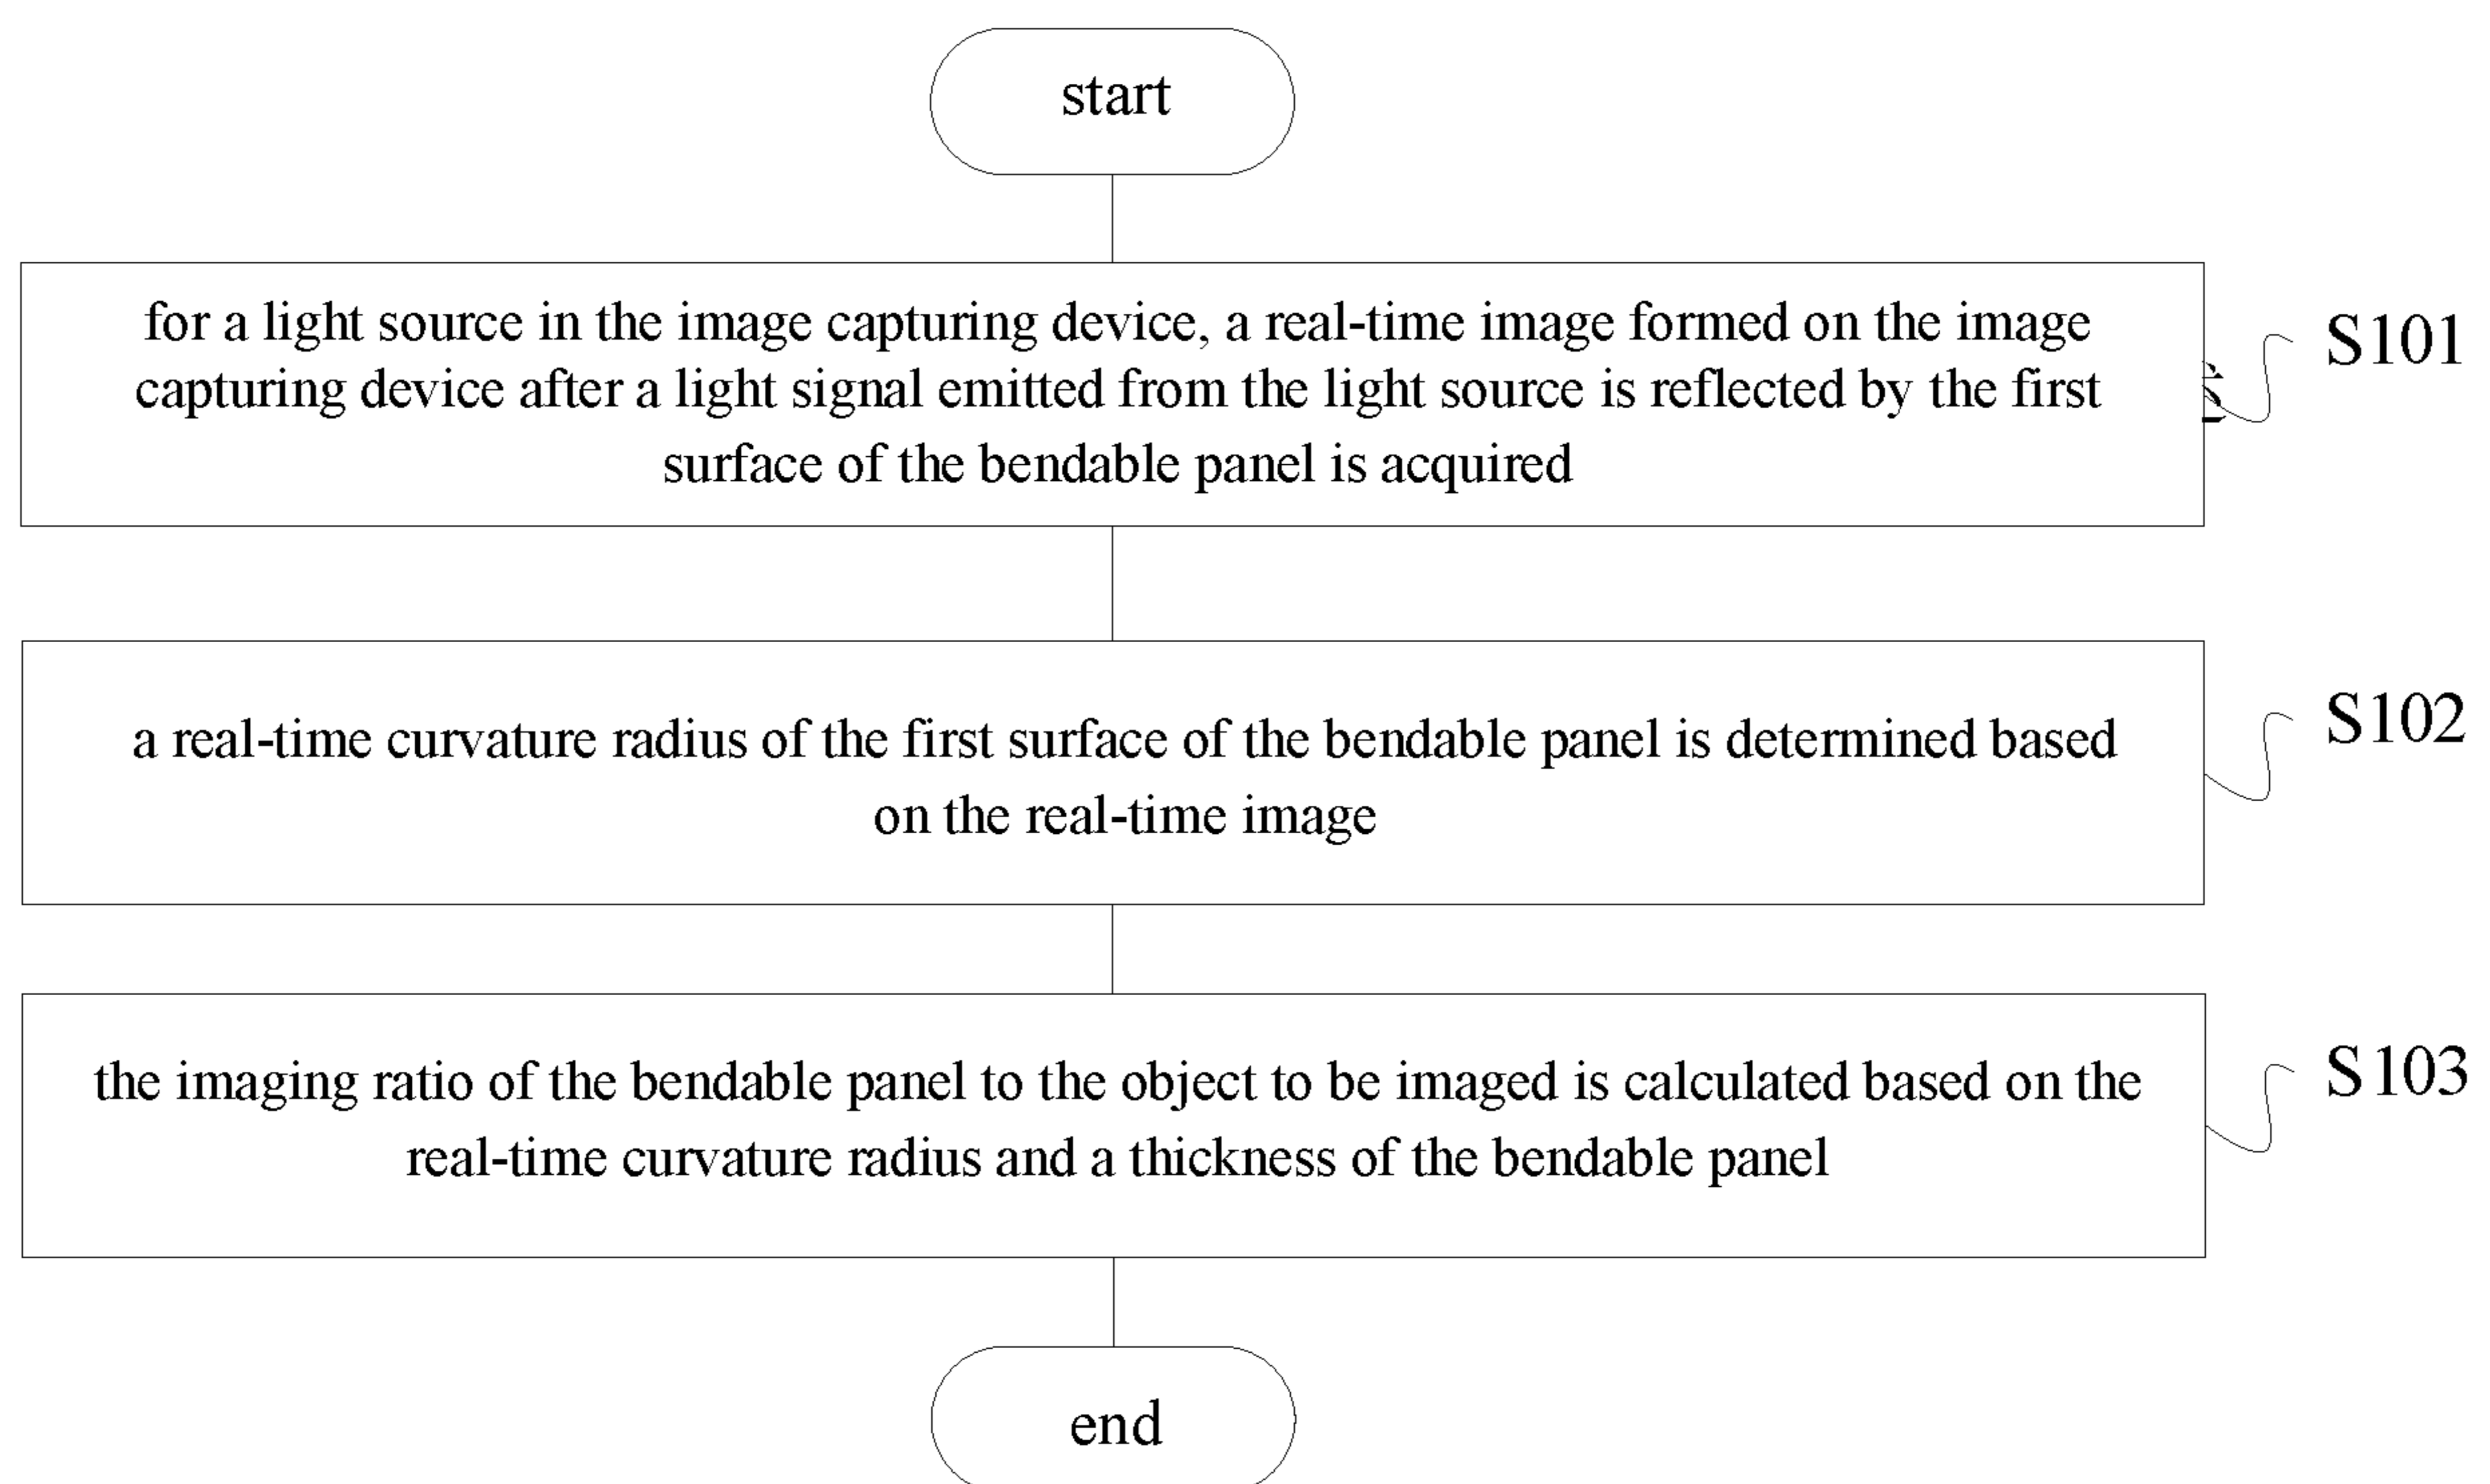 start
for a light source in the image capturing device, a real-time image formed on the image
capturing device after a light signal emitted from the light source is reflected by the first
surface of the bendable panel is acquired
S101
a real-time curvature radius of the first surface of the bendable panel is determined based
on the real-time image
S102
the imaging ratio of the bendable panel to the object to be imaged is calculated based on the
real-time curvature radius and a thickness of the bendable panel
S103
end